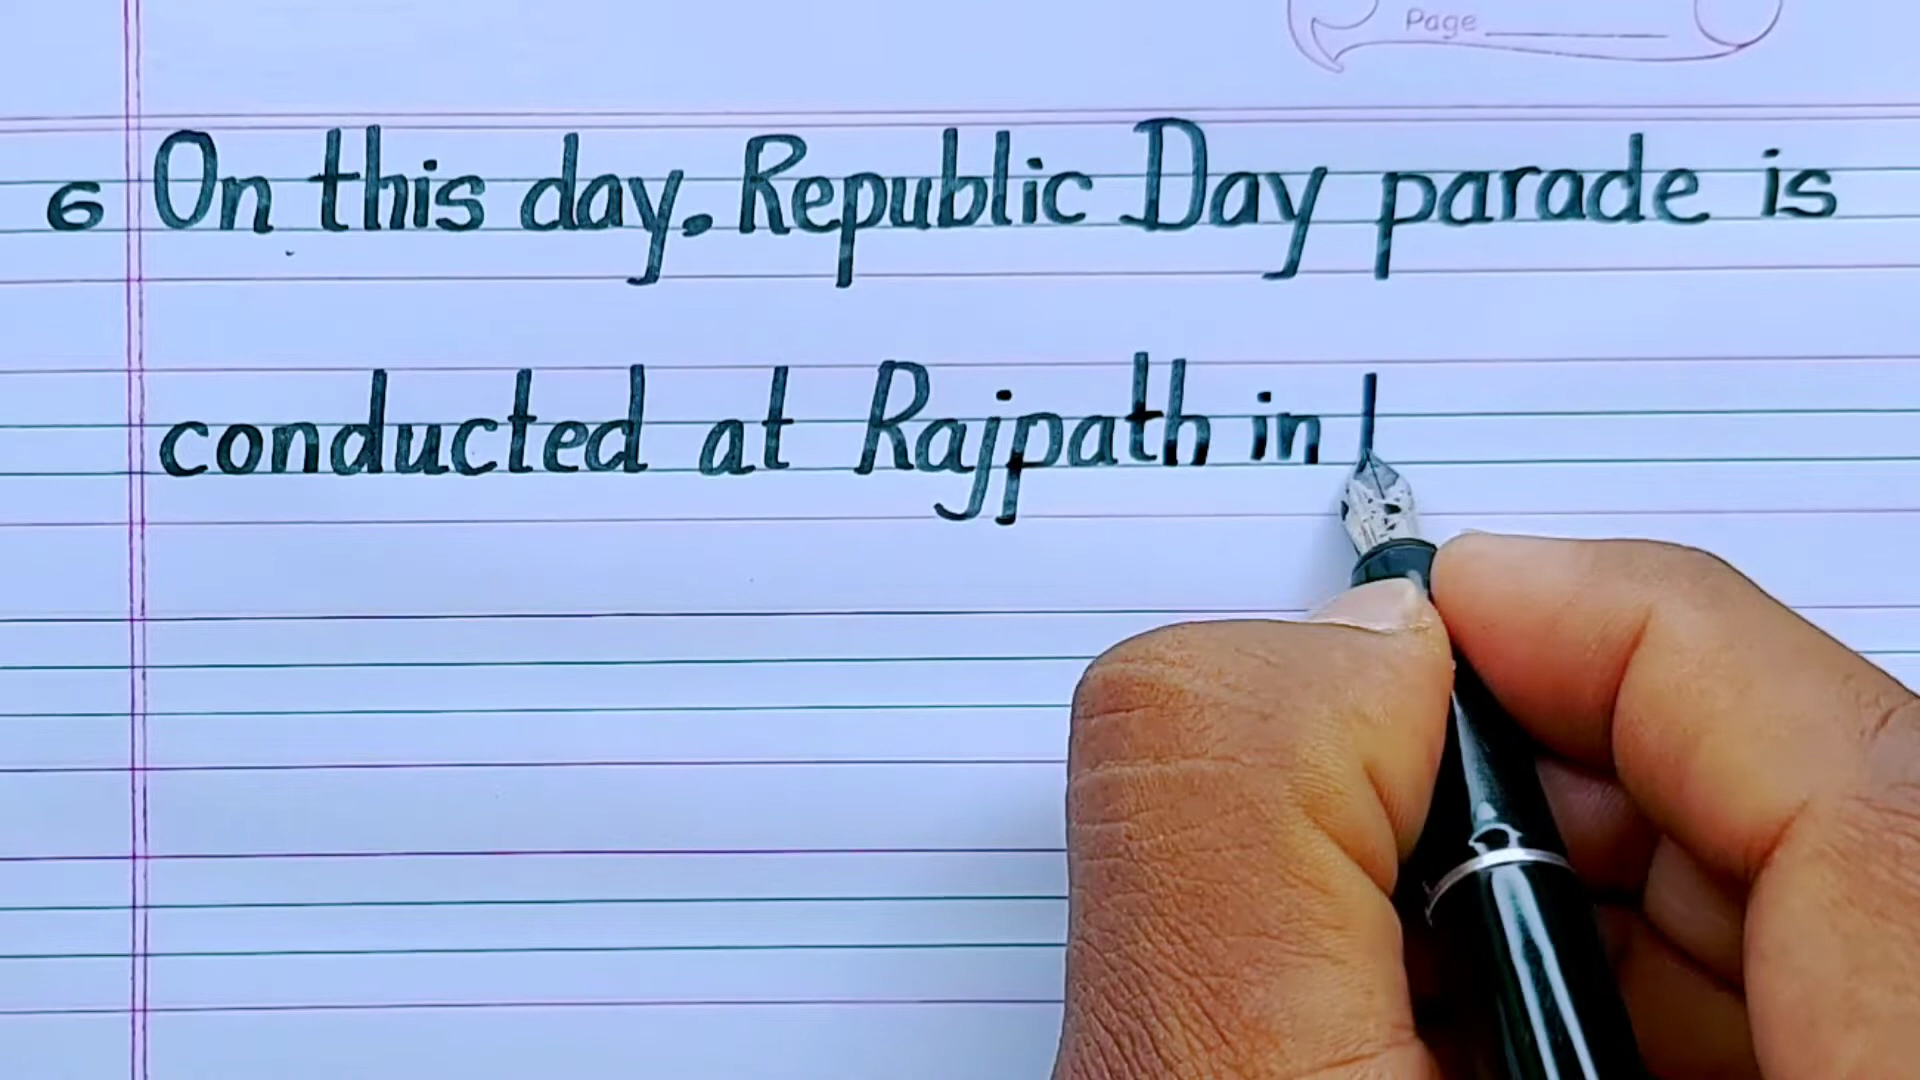 Page
6 On this day. Republic Day parade is
conducted at Rajpath in